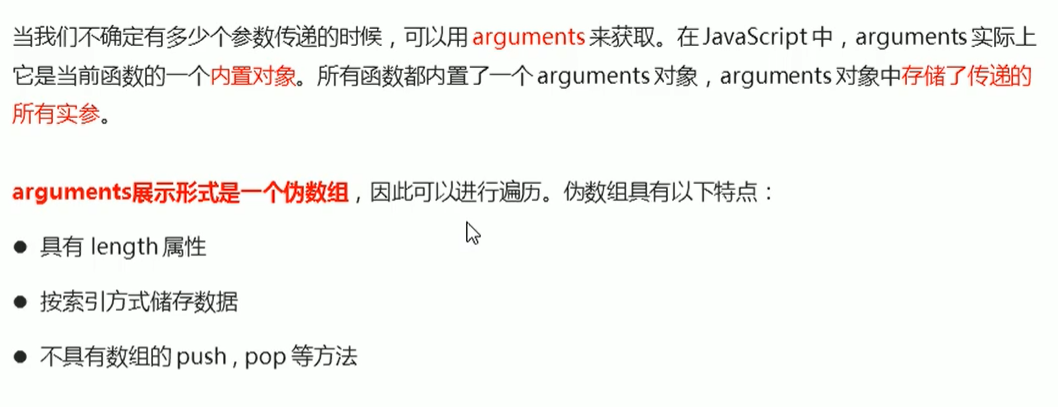 当我们不确定有多少个参数传递的时候，可以用 arguments 来获取。在 JavaScript 中，arguments 实际上
它是当前函数的一个内置对象。所有函数都内置了一个 arguments 对象，arguments 对象中存储了传递的
所有实参。
arguments展示形式是一个伪数组，因此可以进行遍历。伪数组具有以下特点：
● 具有 length 属性
● 按索引方式储存数据
● 不具有数组的 push , pop 等方法